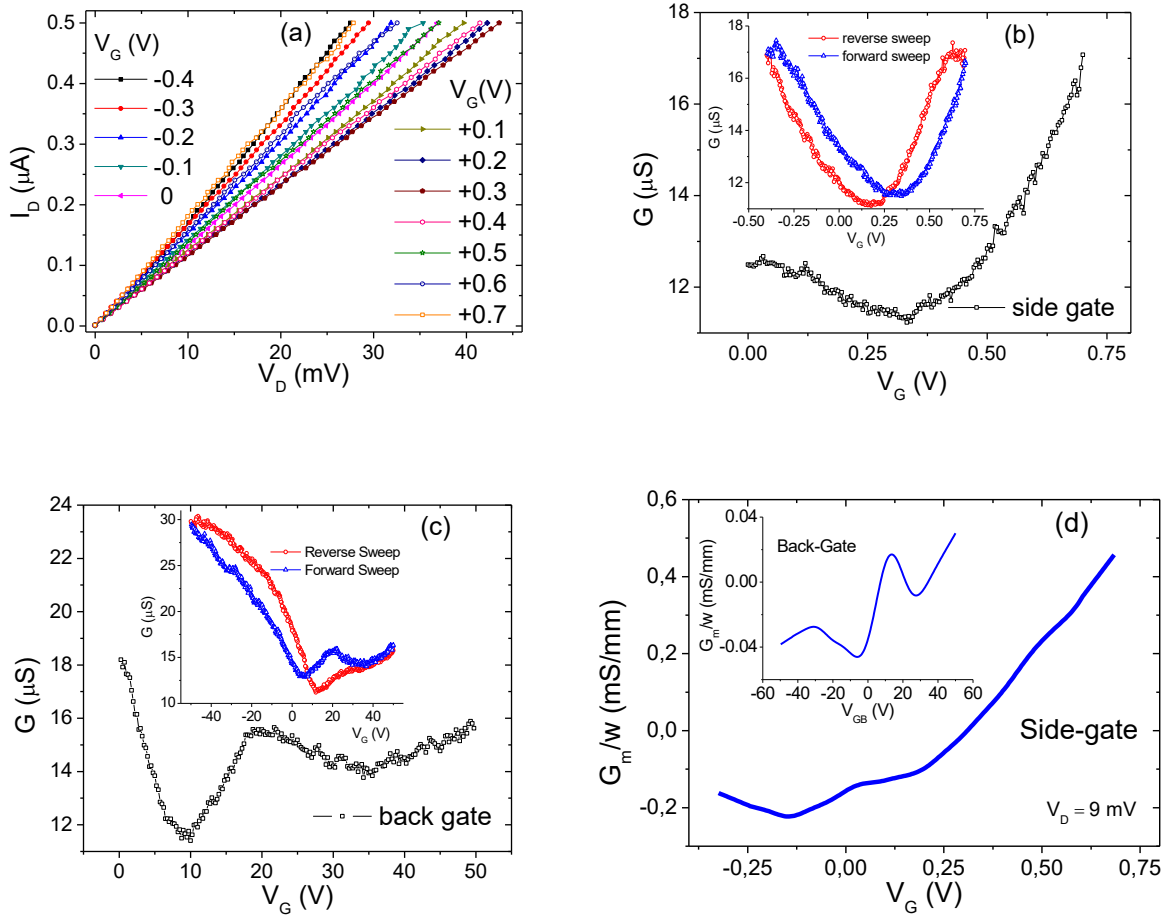 (a)
I_D (μA)
0.5
0.4
0.3
0.2
0.1
0.0
V_G (V)
-0.4
-0.3
-0.2
-0.1
0
V_G(V)
+0.1
+0.2
+0.3
+0.4
+0.5
+0.6
+0.7
0 10 20 30 40
V_D (mV)
(b)
G (μS)
18
16
14
12
reverse sweep
forward sweep
G (μS)
18
16
14
12
-0.50 -0.25 0.00 0.25 0.50 0.75
V_G (V)
side gate
0.00 0.25 0.50 0.75
V_G (V)
(c)
G (μS)
24
22
20
18
16
14
12
Reverse Sweep
Forward Sweep
G (μS)
30
25
20
15
10
-40 -20 0 20 40
V_G (V)
back gate
0 10 20 30 40 50
V_G (V)
(d)
G_m/w (mS/mm)
0,6
0,4
0,2
0,0
-0,2
Back-Gate
G_m/w (mS/mm)
0.04
0.00
-0.04
-60 -40 -20 0 20 40 60
V_GB (V)
Side-gate
V_D = 9 mV
-0,25 0,00 0,25 0,50 0,75
V_G (V)